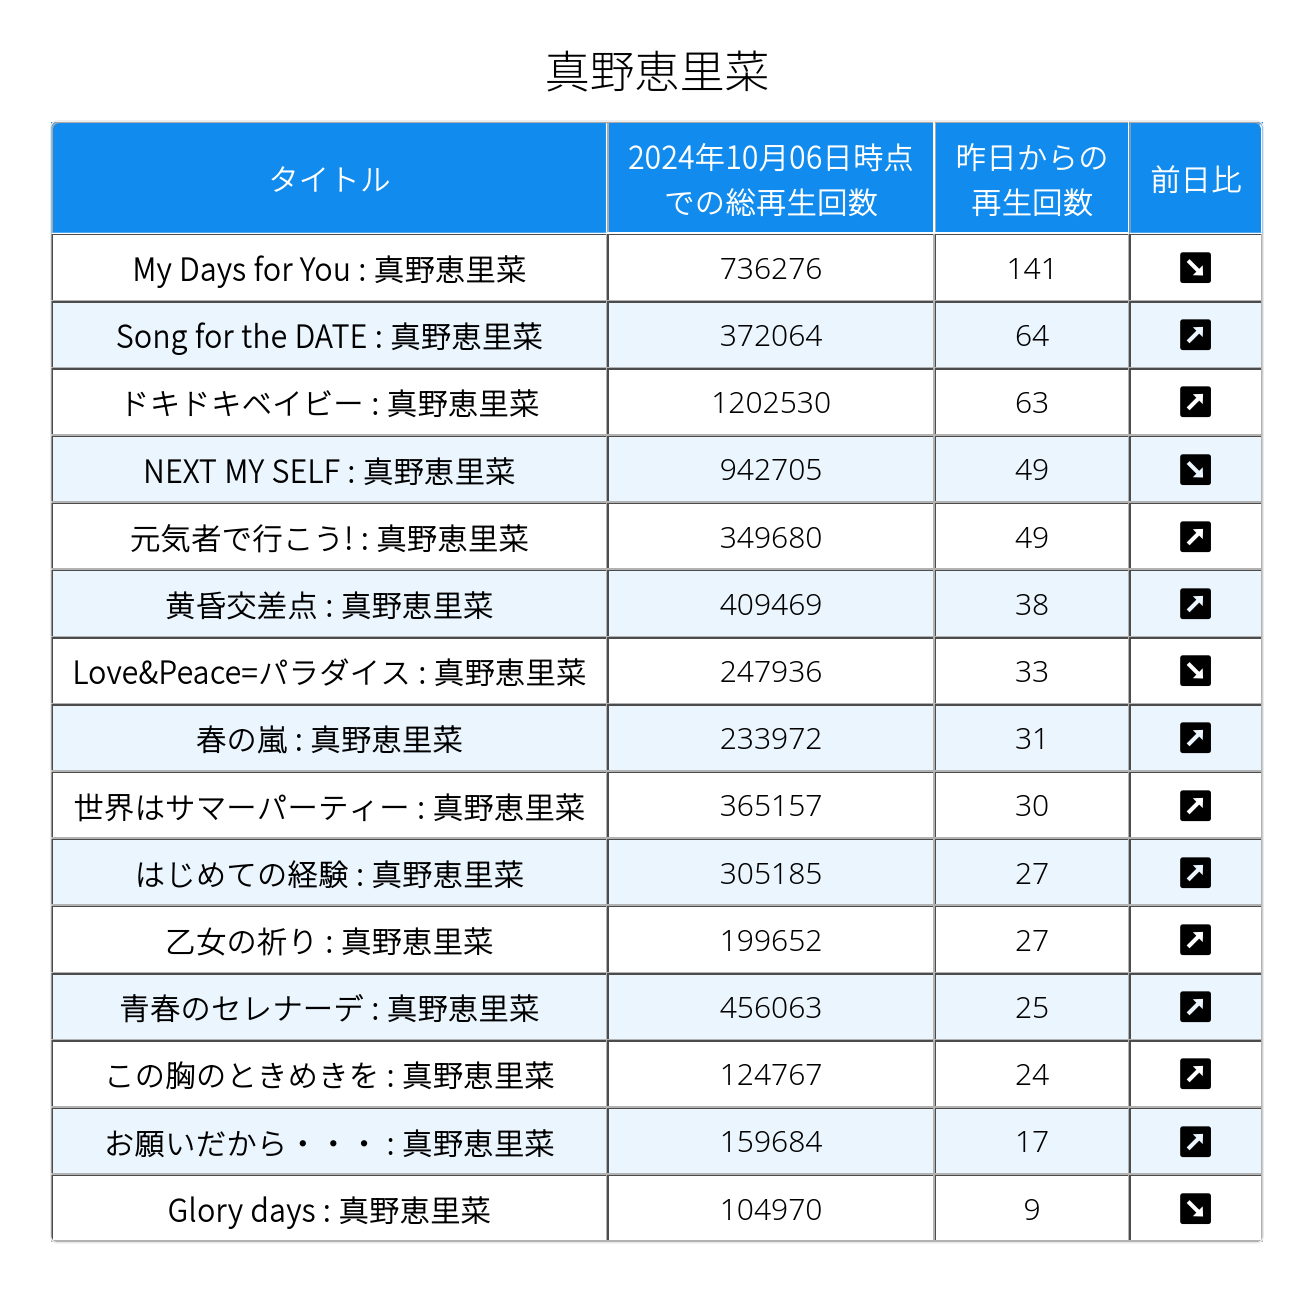 真野恵里菜
タイトル
2024年10月06日時点
での総再生回数
昨日からの
再生回数
前日比
My Days for You : 真野恵里菜 736276 141 ↘
Song for the DATE : 真野恵里菜 372064 64 ↗
ドキドキベイビー : 真野恵里菜 1202530 63 ↗
NEXT MY SELF : 真野恵里菜 942705 49 ↘
元気者で行こう! : 真野恵里菜 349680 49 ↗
黄昏交差点 : 真野恵里菜 409469 38 ↗
Love&Peace=パラダイス : 真野恵里菜 247936 33 ↘
春の嵐 : 真野恵里菜 233972 31 ↗
世界はサマーパーティー : 真野恵里菜 365157 30 ↗
はじめての経験 : 真野恵里菜 305185 27 ↗
乙女の祈り : 真野恵里菜 199652 27 ↗
青春のセレナーデ : 真野恵里菜 456063 25 ↗
この胸のときめきを : 真野恵里菜 124767 24 ↗
お願いだから・・・ : 真野恵里菜 159684 17 ↗
Glory days : 真野恵里菜 104970 9 ↘